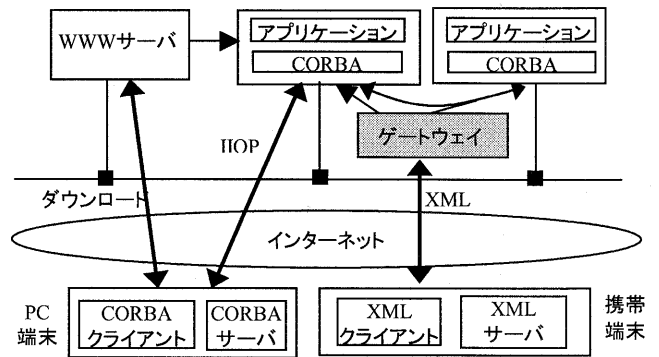 WWWサーバ
アプリケーション
CORBA
アプリケーション
CORBA
ゲートウェイ
IIOP
ダウンロード
XML
インターネット
PC
端末
CORBA
クライアント
CORBA
サーバ
XML
クライアント
XML
サーバ
携帯
端末